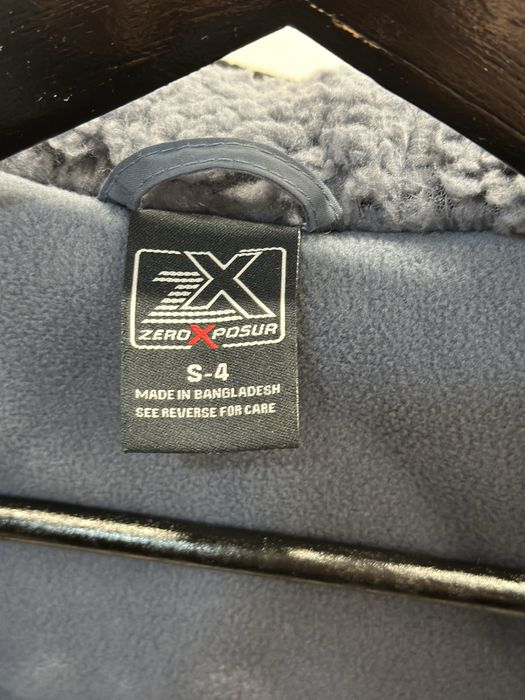 ZX
ZEROXPOSUR
S-4
MADE IN BANGLADESH
SEE REVERSE FOR CARE